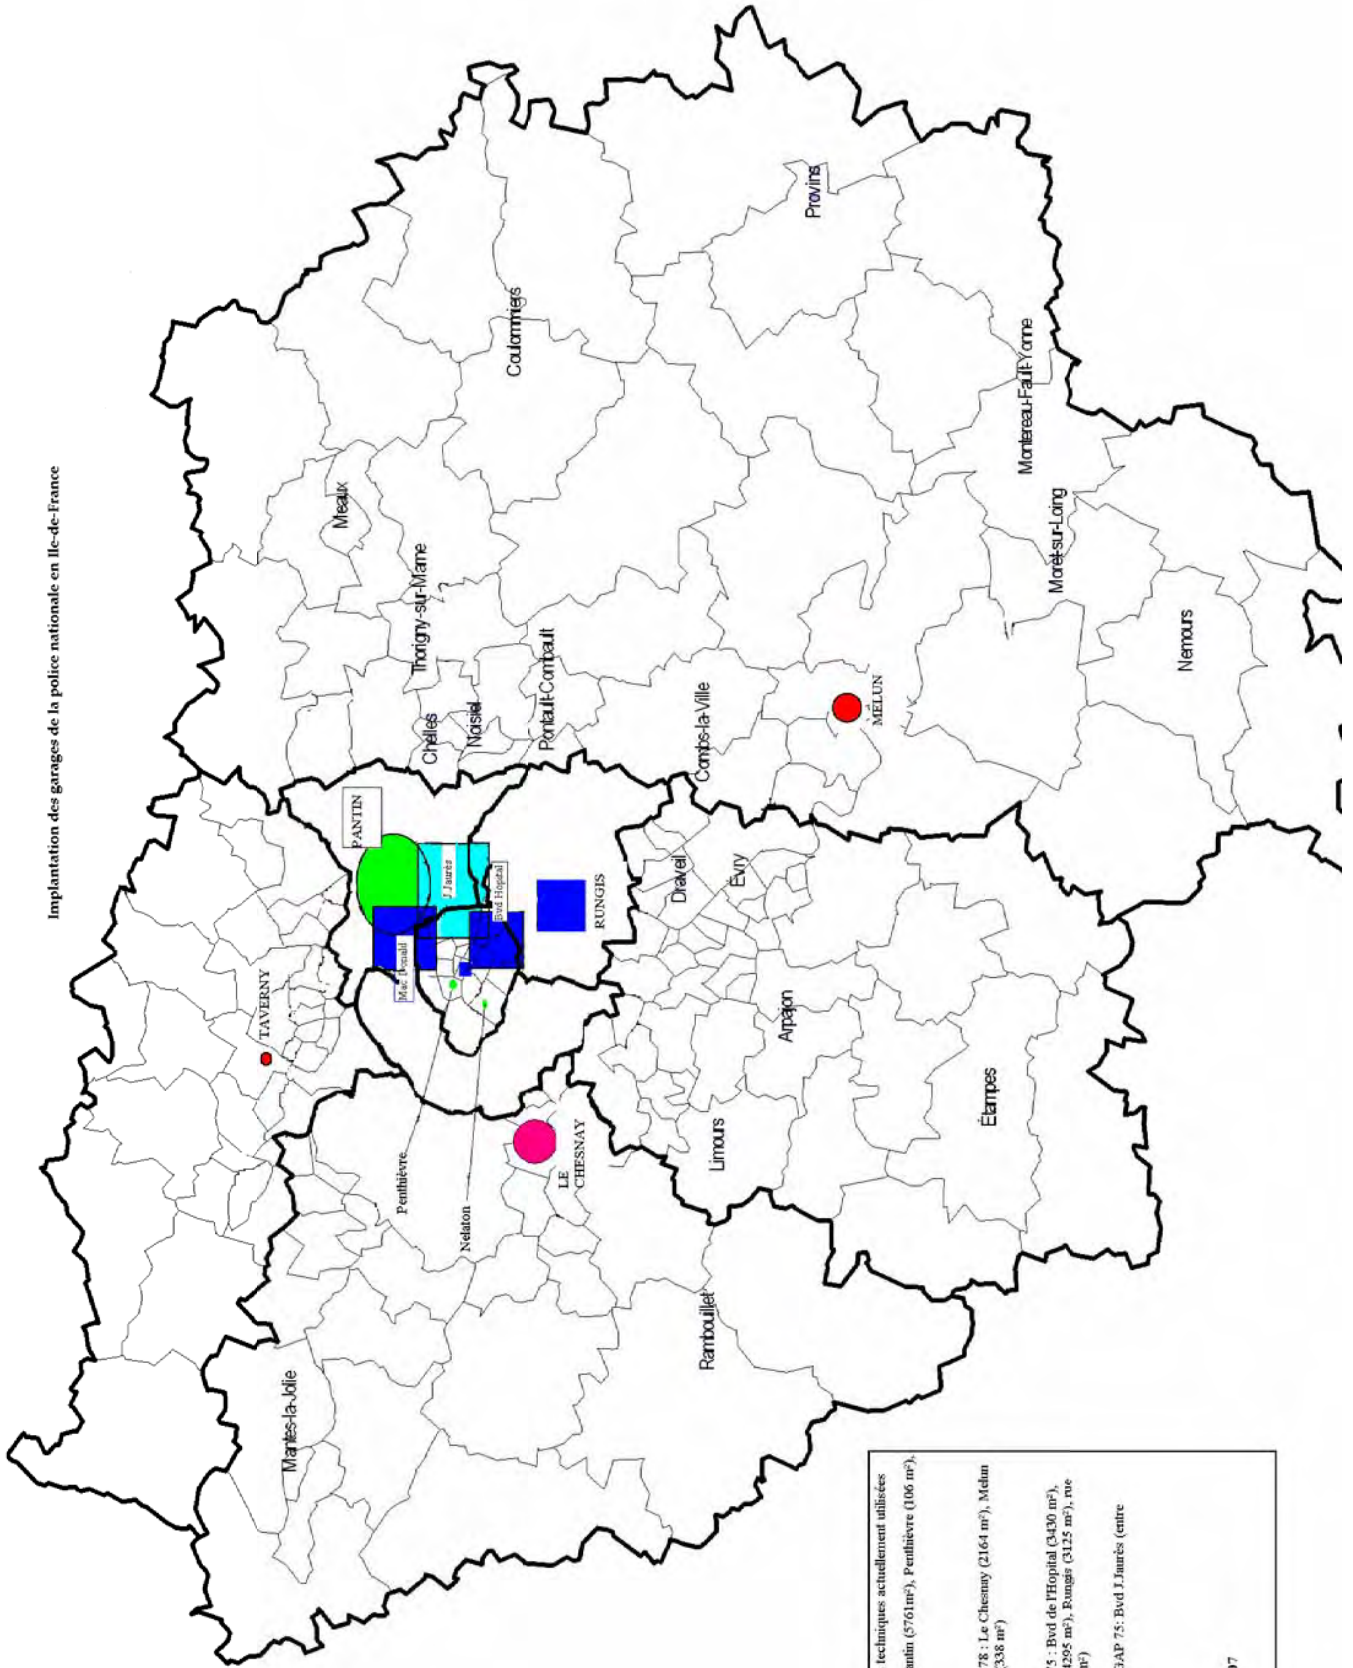 Implantation des garages de la police nationale en Ile-de-France
Provins
Coulommiers
Montereau-Fault-Yonne
Meaux
Moret-sur-Loing
Thorigny-sur-Marne
Nemours
Chelles
Noisiel
Pontault-Combault
Combs-la-Ville
MELUN
PANTIN
J.Jaurès
Bvd Hopital
Mac Donald
RUNGIS
Draveil
Évry
TAVERNY
Arpajon
Étampes
Limours
Penthièvre
Nelaton
LE
CHESNAY
Rambouillet
Mantes-la-Jolie
techniques actuellement utilisées
antin (5761m²), Penthièvre (106 m²),
78 : Le Chesnay (2164 m²), Melun
(338 m²)
5 : Bvd de l'Hopital (3430 m²),
4295 m²), Rungis (3125 m²), rue
m²)
GAP 75: Bvd J.Jaurès (entre
07